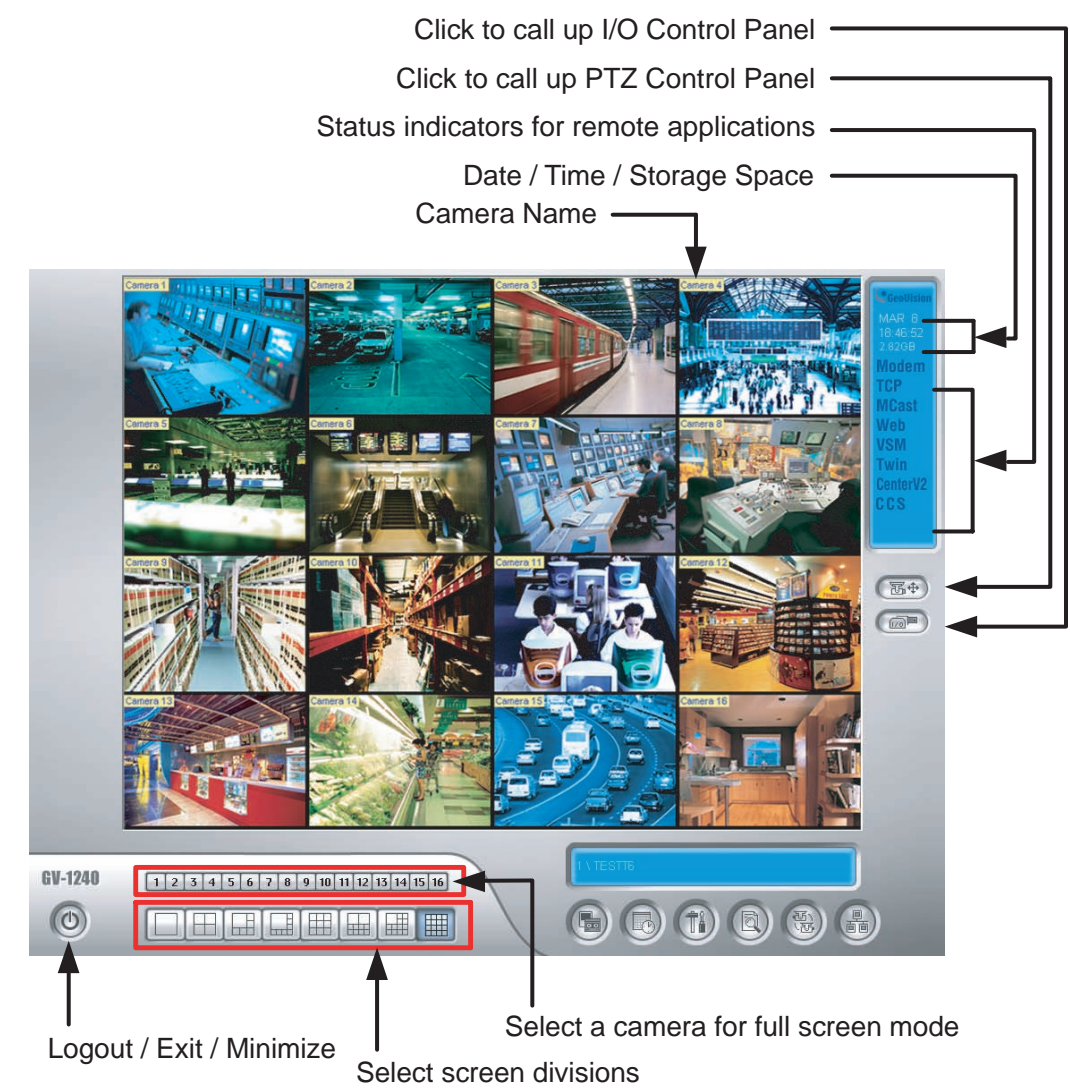 Click to call up I/O Control Panel
Click to call up PTZ Control Panel
Status indicators for remote applications
Date / Time / Storage Space
Camera Name
Camera 1
Camera 2
Camera 3
Camera 4
GeoVision
MAR 8
18:46:52
2.82GB
Modem
TCP
MCast
Web
VSM
Twin
CenterV2
CCS
Camera 5
Camera 6
Camera 7
Camera 8
I/O
Camera 9
Camera 10
Camera 11
Camera 12
Camera 13
Camera 14
Camera 15
Camera 16
1 \ TESTT6
GV-1240
1 2 3 4 5 6 7 8 9 10 11 12 13 14 15 16
Select a camera for full screen mode
Logout / Exit / Minimize
Select screen divisions